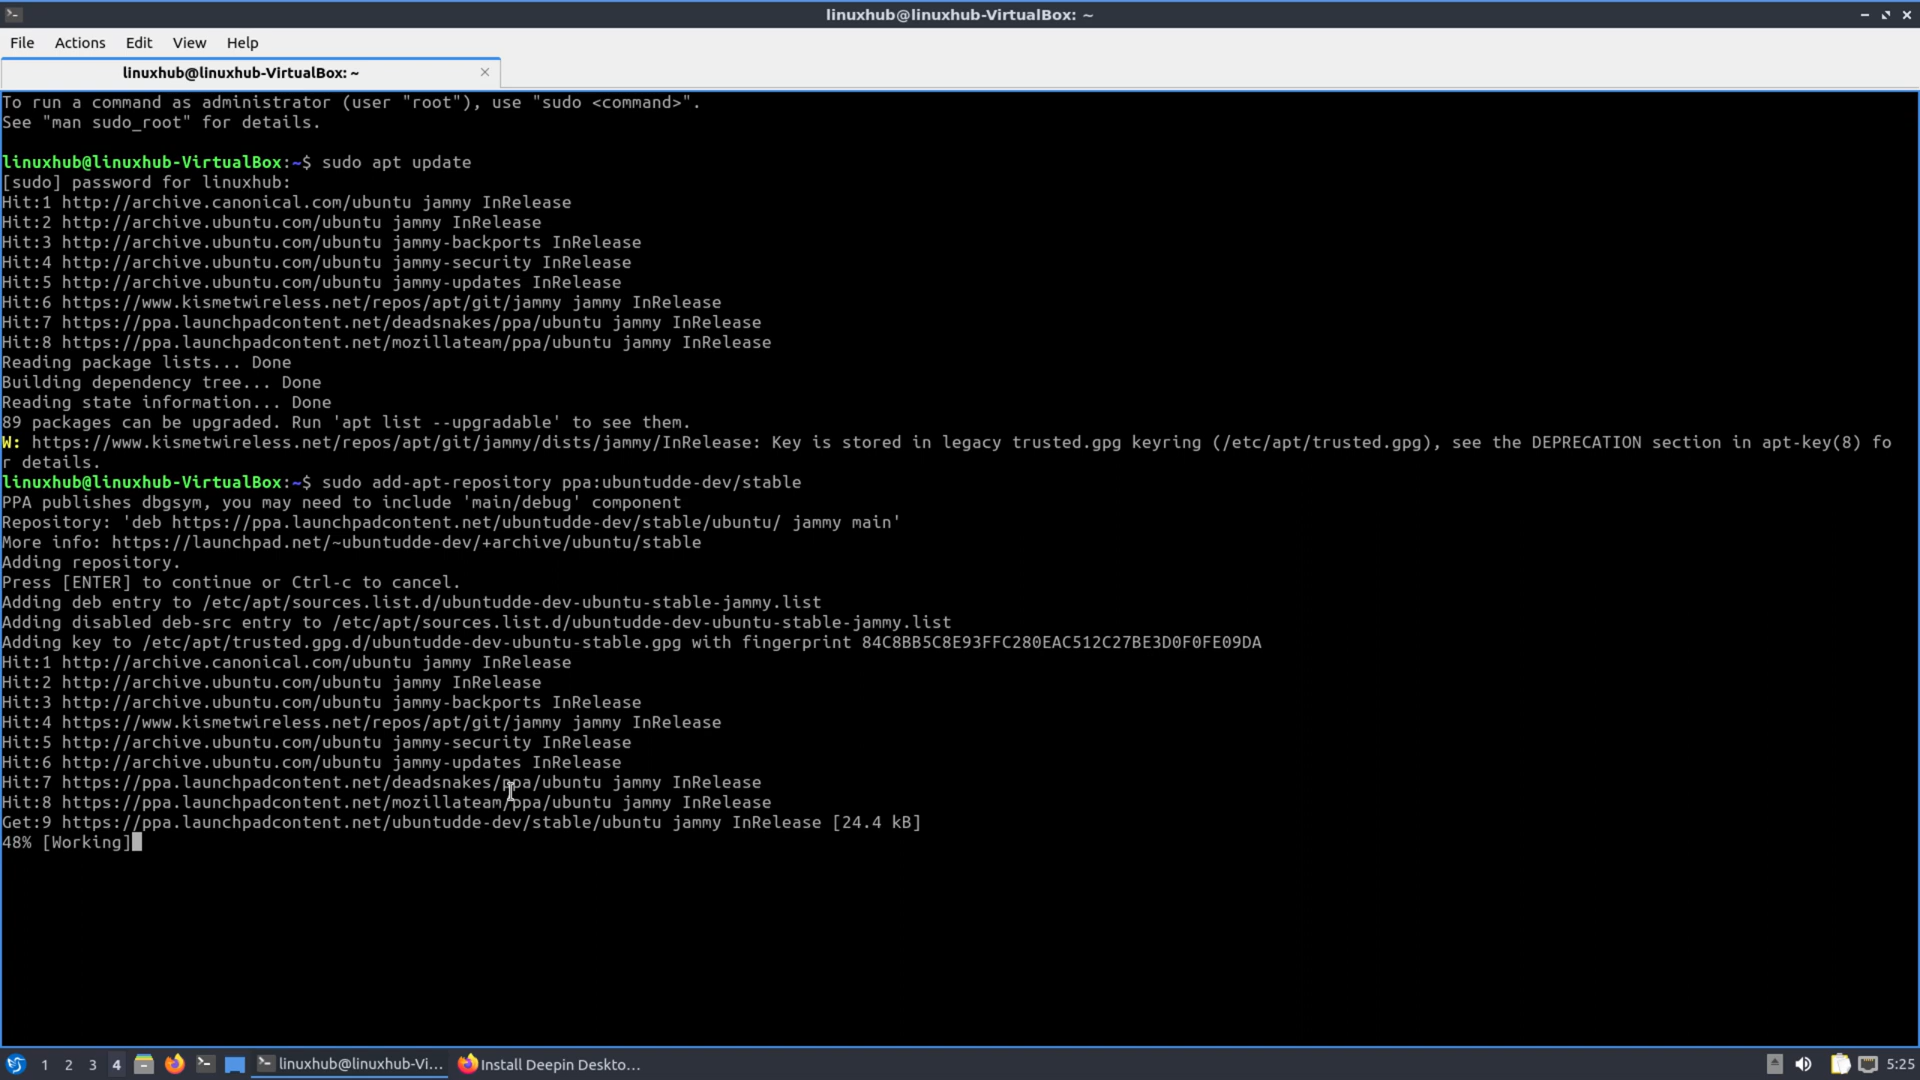 linuxhub@linuxhub-VirtualBox: ~
File Actions Edit View Help
linuxhub@linuxhub-VirtualBox: ~
To run a command as administrator (user "root"), use "sudo <command>".
See "man sudo_root" for details.
linuxhub@linuxhub-VirtualBox:~$ sudo apt update
[sudo] password for linuxhub:
Hit:1 http://archive.canonical.com/ubuntu jammy InRelease
Hit:2 http://archive.ubuntu.com/ubuntu jammy InRelease
Hit:3 http://archive.ubuntu.com/ubuntu jammy-backports InRelease
Hit:4 http://archive.ubuntu.com/ubuntu jammy-security InRelease
Hit:5 http://archive.ubuntu.com/ubuntu jammy-updates InRelease
Hit:6 https://www.kismetwireless.net/repos/apt/git/jammy jammy InRelease
Hit:7 https://ppa.launchpadcontent.net/deadsnakes/ppa/ubuntu jammy InRelease
Hit:8 https://ppa.launchpadcontent.net/mozillateam/ppa/ubuntu jammy InRelease
Reading package lists... Done
Building dependency tree... Done
Reading state information... Done
89 packages can be upgraded. Run 'apt list --upgradable' to see them.
W: https://www.kismetwireless.net/repos/apt/git/jammy/dists/jammy/InRelease: Key is stored in legacy trusted.gpg keyring (/etc/apt/trusted.gpg), see the DEPRECATION section in apt-key(8) fo
r details.
linuxhub@linuxhub-VirtualBox:~$ sudo add-apt-repository ppa:ubuntudde-dev/stable
PPA publishes dbgsym, you may need to include 'main/debug' component
Repository: 'deb https://ppa.launchpadcontent.net/ubuntudde-dev/stable/ubuntu/ jammy main'
More info: https://launchpad.net/~ubuntudde-dev/+archive/ubuntu/stable
Adding repository.
Press [ENTER] to continue or Ctrl-c to cancel.
Adding deb entry to /etc/apt/sources.list.d/ubuntudde-dev-ubuntu-stable-jammy.list
Adding disabled deb-src entry to /etc/apt/sources.list.d/ubuntudde-dev-ubuntu-stable-jammy.list
Adding key to /etc/apt/trusted.gpg.d/ubuntudde-dev-ubuntu-stable.gpg with fingerprint 84C8BB5C8E93FFC280EAC512C27BE3D0F0FE09DA
Hit:1 http://archive.canonical.com/ubuntu jammy InRelease
Hit:2 http://archive.ubuntu.com/ubuntu jammy InRelease
Hit:3 http://archive.ubuntu.com/ubuntu jammy-backports InRelease
Hit:4 https://www.kismetwireless.net/repos/apt/git/jammy jammy InRelease
Hit:5 http://archive.ubuntu.com/ubuntu jammy-security InRelease
Hit:6 http://archive.ubuntu.com/ubuntu jammy-updates InRelease
Hit:7 https://ppa.launchpadcontent.net/deadsnakes/ppa/ubuntu jammy InRelease
Hit:8 https://ppa.launchpadcontent.net/mozillateam/ppa/ubuntu jammy InRelease
Get:9 https://ppa.launchpadcontent.net/ubuntudde-dev/stable/ubuntu jammy InRelease [24.4 kB]
48% [Working]
1 2 3 4 linuxhub@linuxhub-Vi... Install Deepin Deskto... 5:25